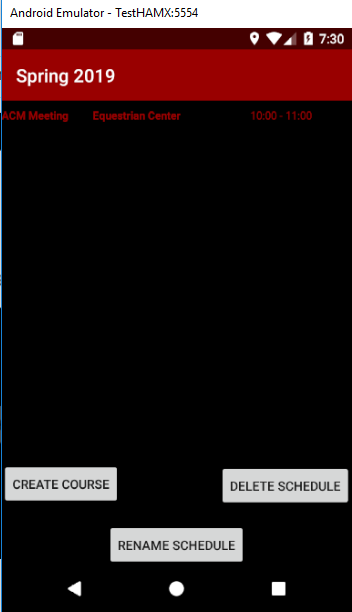 Android Emulator - TestHAMX:5554
7:30
Spring 2019
ACM Meeting Equestrian Center 10:00 - 11:00
CREATE COURSE
DELETE SCHEDULE
RENAME SCHEDULE